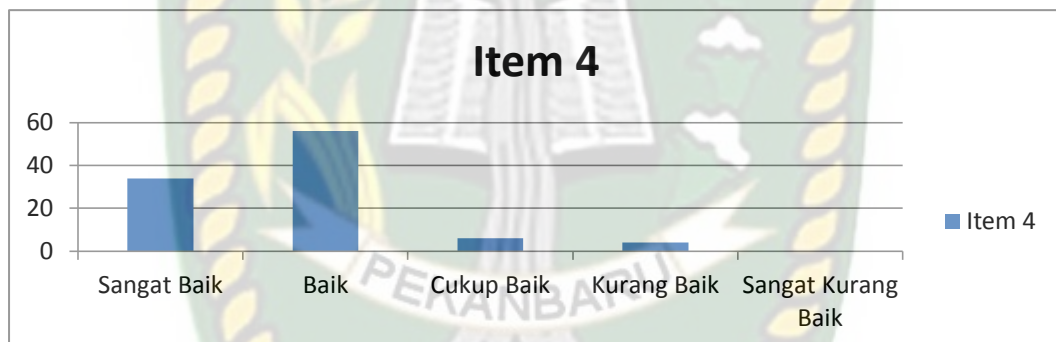 Item 4
60
40
20
0
Sangat Baik
Baik
Cukup Baik
Kurang Baik
Sangat Kurang
Baik
Item 4
PEKANBARU